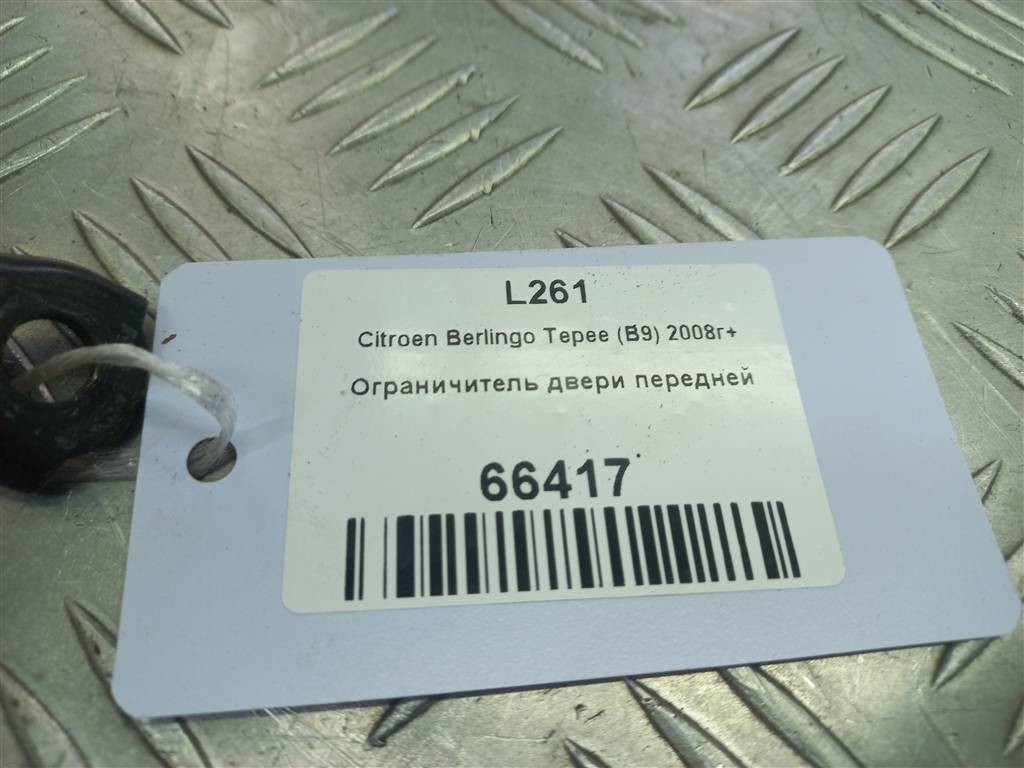 L261
Citroen Berlingo Tepee (B9) 2008г+
Ограничитель двери передней
66417